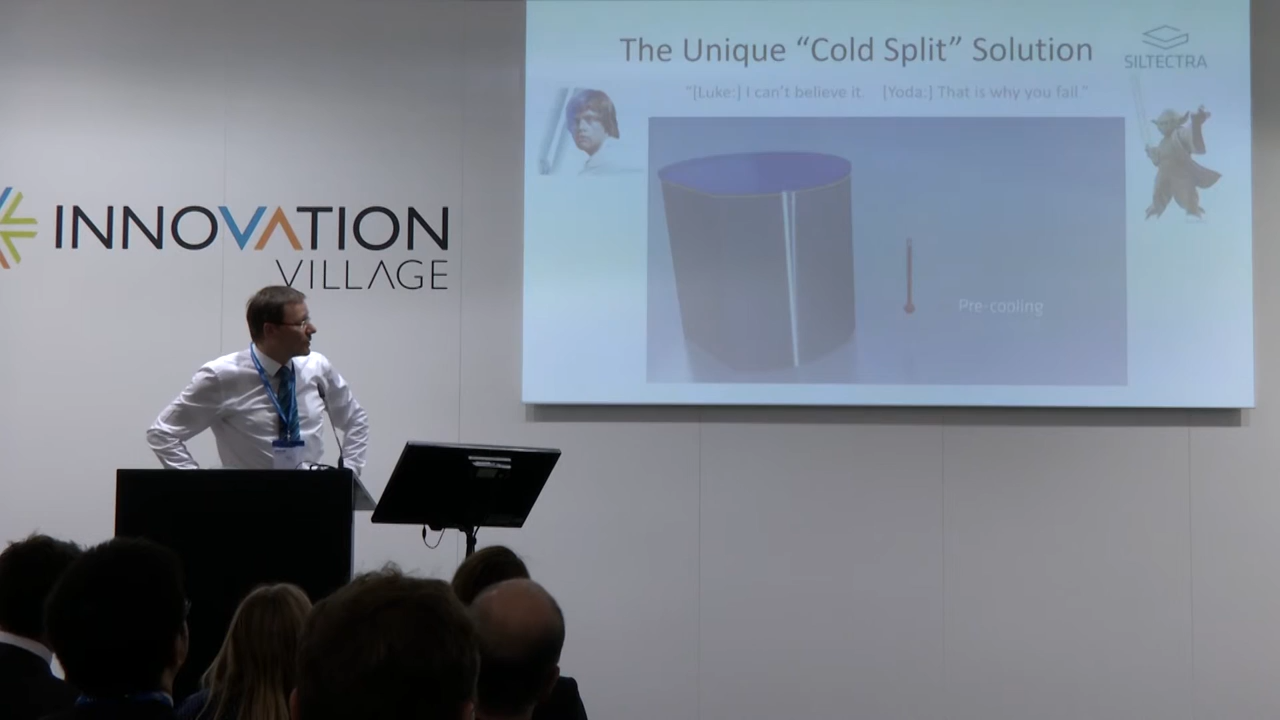 The Unique “Cold Split” Solution
SILTECTRA
"[Luke:] I can't believe it. [Yoda:] That is why you fail."
Pre-cooling
INNOVATION
VILLAGE